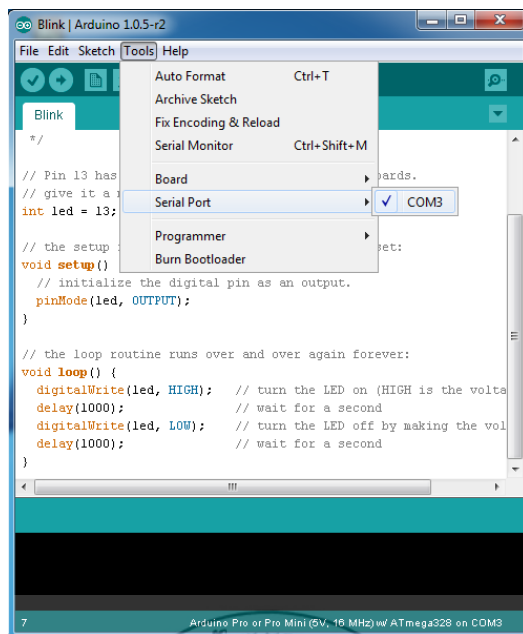 Blink | Arduino 1.0.5-r2
File Edit Sketch Tools Help
Auto Format Ctrl+T
Archive Sketch
Fix Encoding & Reload
Serial Monitor Ctrl+Shift+M
Board
Serial Port
COM3
Programmer
Burn Bootloader
Blink
*/
// Pin 13 has
// give it a
int led = 13;
// the setup
void setup()
// initialize the digital pin as an output.
pinMode(led, OUTPUT);
}
// the loop routine runs over and over again forever:
void loop() {
digitalWrite(led, HIGH); // turn the LED on (HIGH is the volta
delay(1000); // wait for a second
digitalWrite(led, LOW); // turn the LED off by making the vol
delay(1000); // wait for a second
}
7 Arduino Pro or Pro Mini (5V, 16 MHz) w/ ATmega328 on COM3